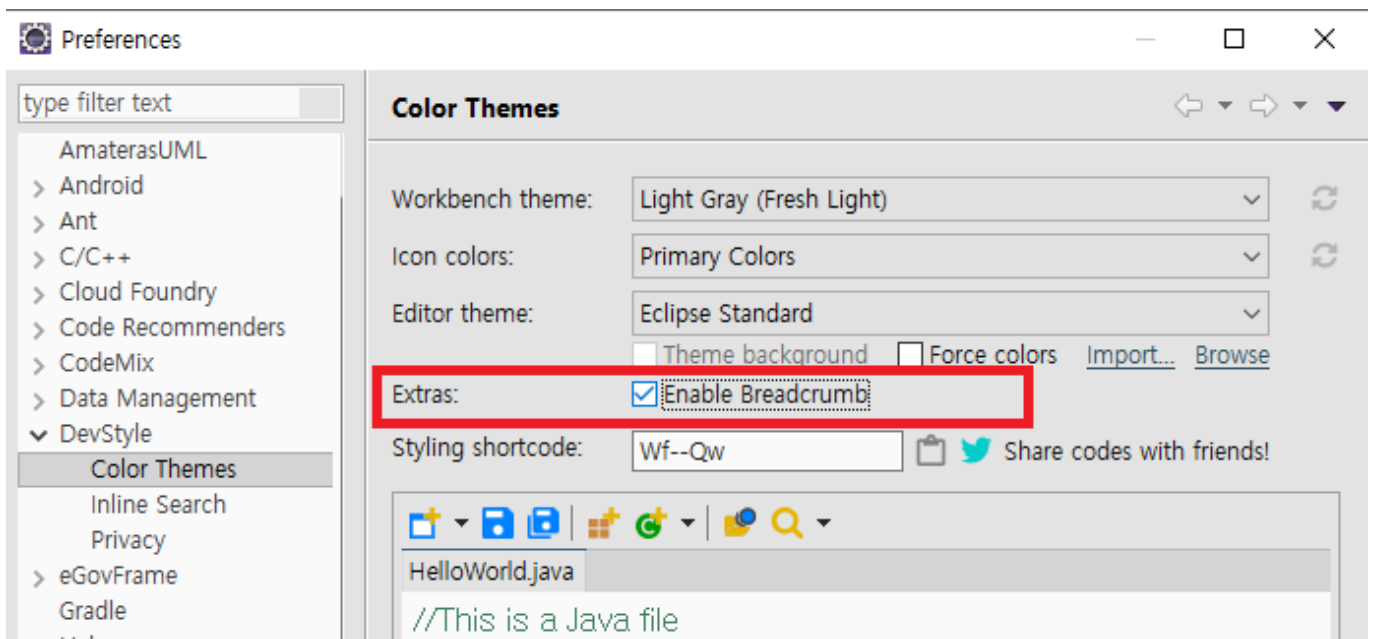 Preferences
type filter text
AmaterasUML
Android
Ant
C/C++
Cloud Foundry
Code Recommenders
CodeMix
Data Management
DevStyle
Color Themes
Inline Search
Privacy
eGovFrame
Gradle
Color Themes
Workbench theme: Light Gray (Fresh Light)
Icon colors: Primary Colors
Editor theme: Eclipse Standard
Theme background Force colors Import... Browse
Extras: Enable Breadcrumb
Styling shortcode: Wf--Qw Share codes with friends!
HelloWorld.java
//This is a Java file